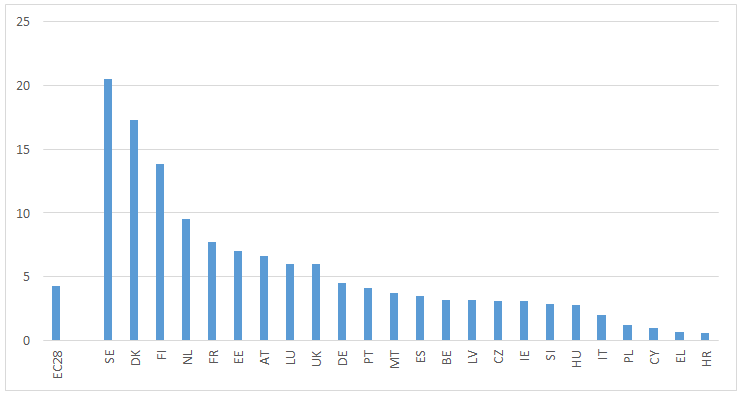 25
20
15
10
5
0
EC28
SE
DK
FI
NL
FR
EE
AT
LU
UK
DE
PT
MT
ES
BE
LV
CZ
IE
SI
HU
IT
PL
CY
EL
HR